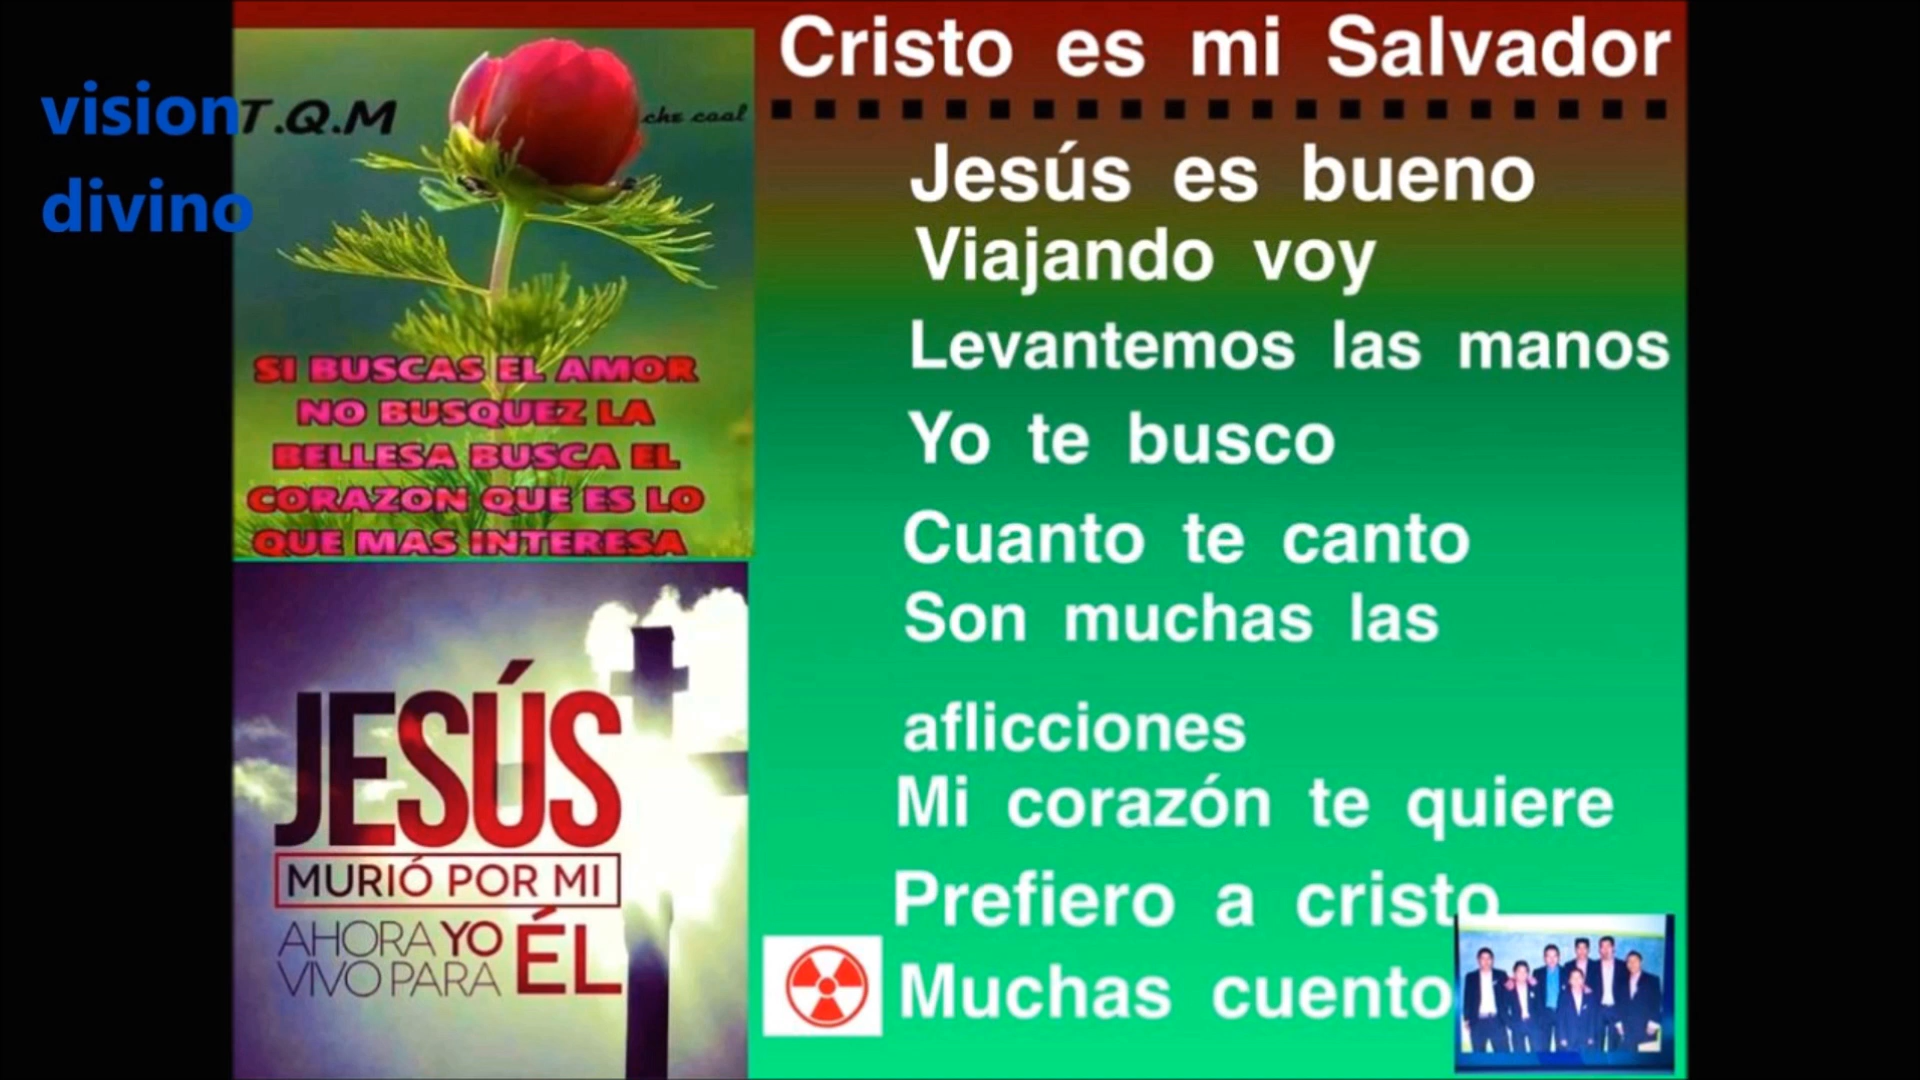 vision
divino
T.Q.M
che cool
SI BUSCAS EL AMOR
NO BUSQUEZ LA
BELLESA BUSCA EL
CORAZON QUE ES LO
QUE MAS INTERESA
JESÚS
MURIÓ POR MI
AHORA YO
VIVO PARA ÉL
Cristo es mi Salvador
Jesús es bueno
Viajando voy
Levantemos las manos
Yo te busco
Cuanto te canto
Son muchas las
aflicciones
Mi corazón te quiere
Prefiero a cristo
Muchas cuento